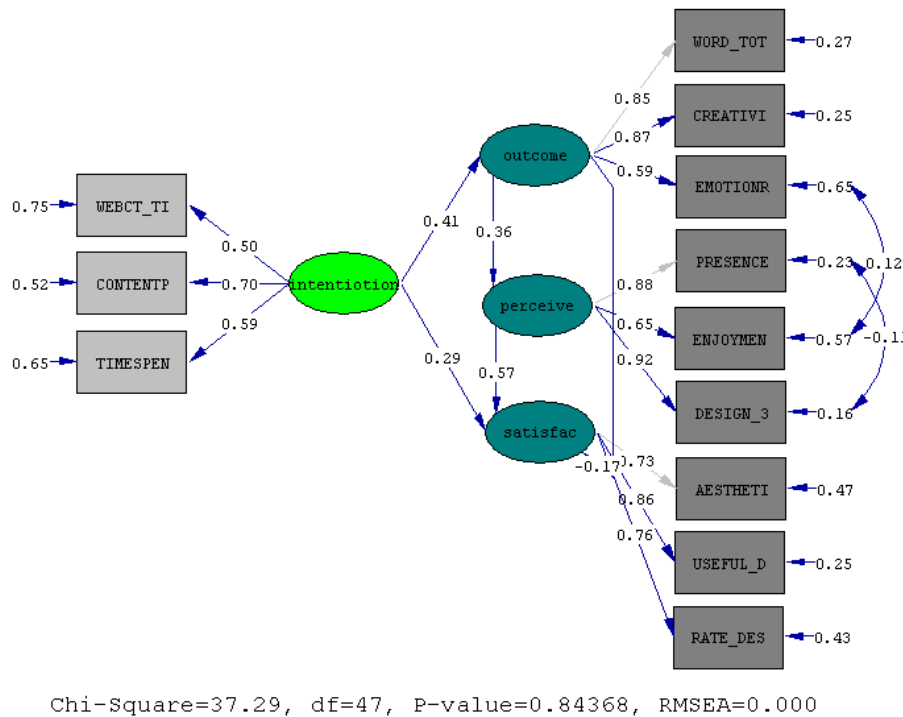 WORD_TOT
0.27
0.85
CREATIVI
0.25
0.87
outcome
0.59
EMOTIONR
0.65
0.75
WEBCT_TI
0.41
0.36
0.50
PRESENCE
0.23
0.12
CONTENTP
0.52
0.70
intentiotion
0.88
perceive
0.65
ENJOYMEN
0.57
-0.11
0.59
TIMESPEN
0.65
0.29
0.57
0.92
DESIGN_3
0.16
satisfac
-0.17
0.73
AESTHETI
0.47
0.86
0.76
USEFUL_D
0.25
RATE_DES
0.43
Chi-Square=37.29, df=47, P-value=0.84368, RMSEA=0.000